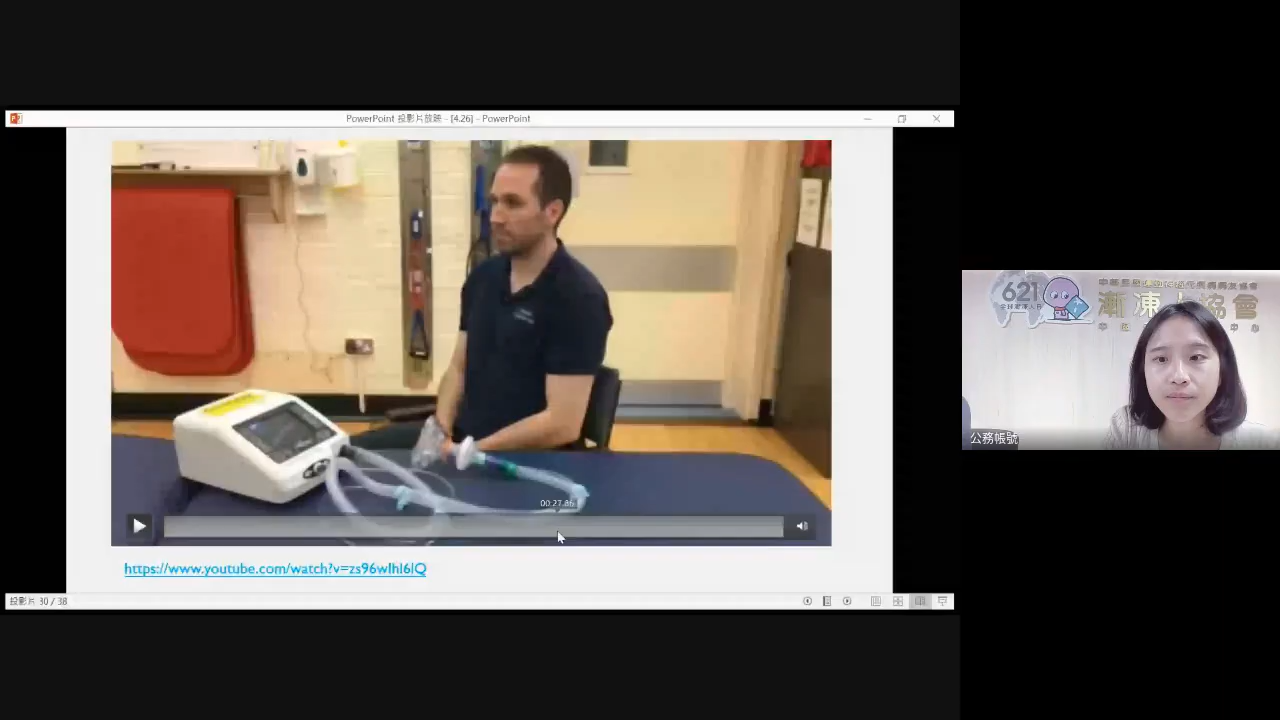 PowerPoint 投影片放映 - [4.26] - PowerPoint
00:27.86
https://www.youtube.com/watch?v=zs96wIhI6IQ
投影片 30 / 38
621
漸凍人協會
公務帳號